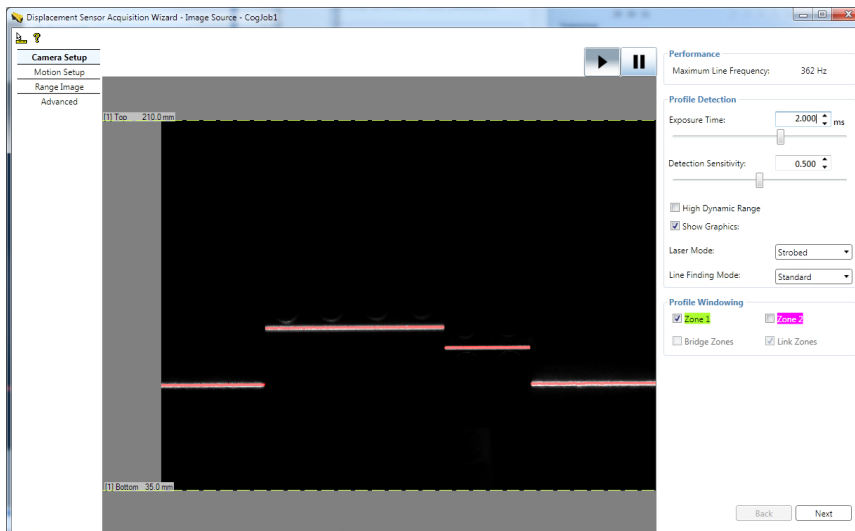 Displacement Sensor Acquisition Wizard - Image Source - CogJob1
Camera Setup
Motion Setup
Range Image
Advanced
[1] Top 210.0 mm
[1] Bottom 35.0 mm
Performance
Maximum Line Frequency: 362 Hz
Profile Detection
Exposure Time: 2.000 ms
Detection Sensitivity: 0.500
High Dynamic Range
Show Graphics:
Laser Mode: Strobed
Line Finding Mode: Standard
Profile Windowing
Zone 1 Zone 2
Bridge Zones Link Zones
Back Next